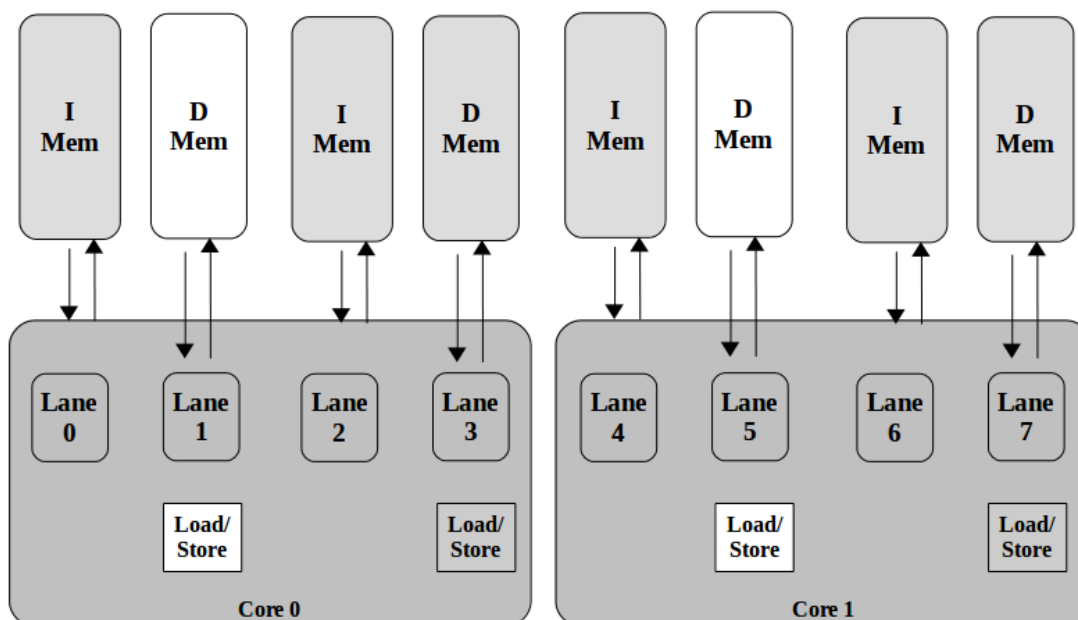 I
Mem
D
Mem
I
Mem
D
Mem
I
Mem
D
Mem
I
Mem
D
Mem
Lane
0
Lane
1
Lane
2
Lane
3
Lane
4
Lane
5
Lane
6
Lane
7
Load/
Store
Load/
Store
Load/
Store
Load/
Store
Core 0
Core 1